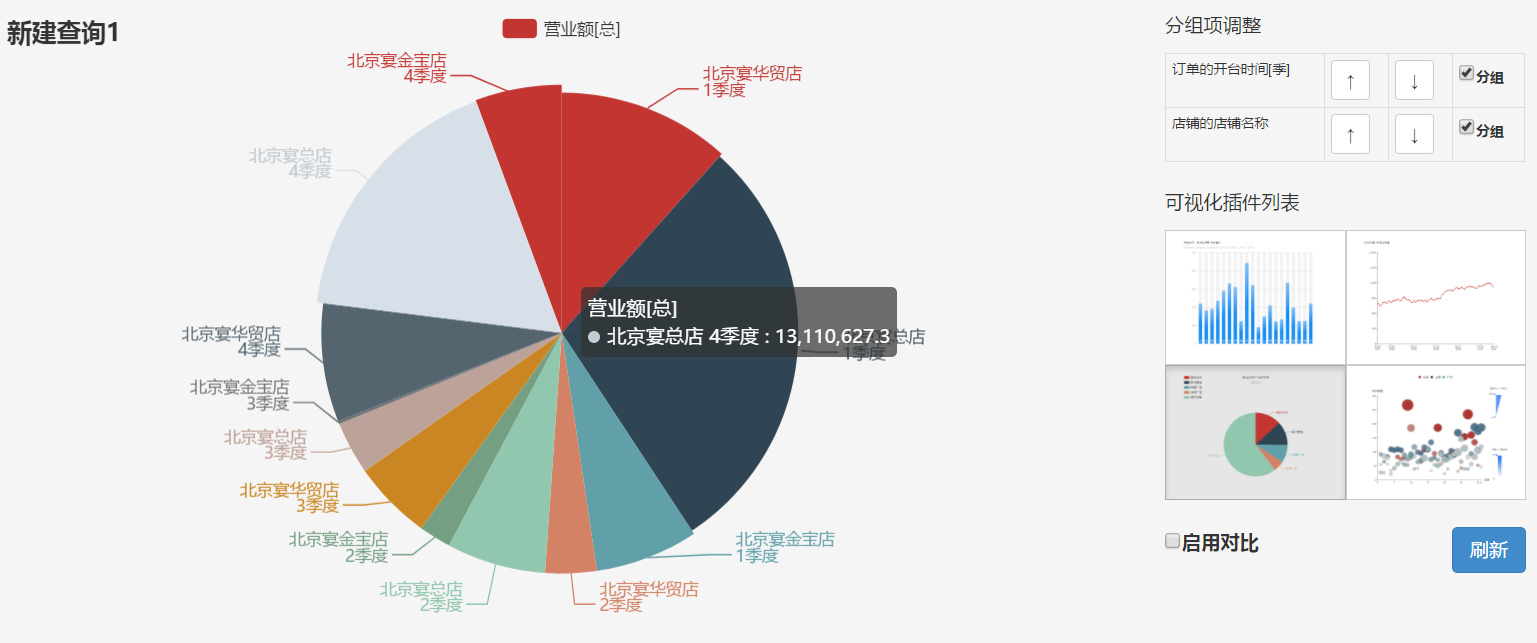 新建查询1
营业额[总]
北京宴金宝店
4季度
北京宴华贸店
1季度
北京宴总店
4季度
营业额[总]
北京宴总店 4季度 : 13,110,627.3
总店
1季度
北京宴华贸店
4季度
北京宴金宝店
3季度
北京宴总店
3季度
北京宴华贸店
3季度
北京宴金宝店
2季度
北京宴总店
2季度
北京宴华贸店
2季度
北京宴金宝店
1季度
分组项调整
订单的开台时间[季] ↑ ↓ 分组
店铺的店铺名称 ↑ ↓ 分组
可视化插件列表
启用对比
刷新